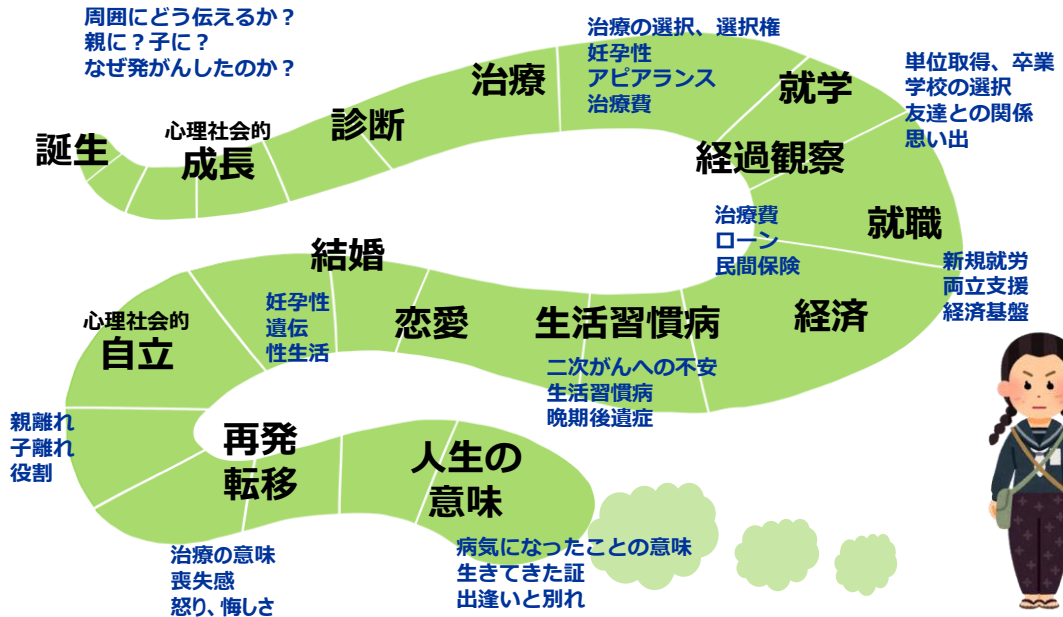 周囲にどう伝えるか？
親に？子に？
なぜ発がんしたのか？
誕生
心理社会的
成長
診断
治療
治療の選択、選択権
妊孕性
アピアランス
治療費
就学
単位取得、卒業
学校の選択
友達との関係
思い出
経過観察
就職
新規就労
両立支援
経済基盤
治療費
ローン
民間保険
経済
生活習慣病
二次がんへの不安
生活習慣病
晩期後遺症
恋愛
結婚
妊孕性
遺伝
性生活
心理社会的
自立
親離れ
子離れ
役割
再発
転移
治療の意味
喪失感
怒り、悔しさ
人生の
意味
病気になったことの意味
生きてきた証
出逢いと別れ